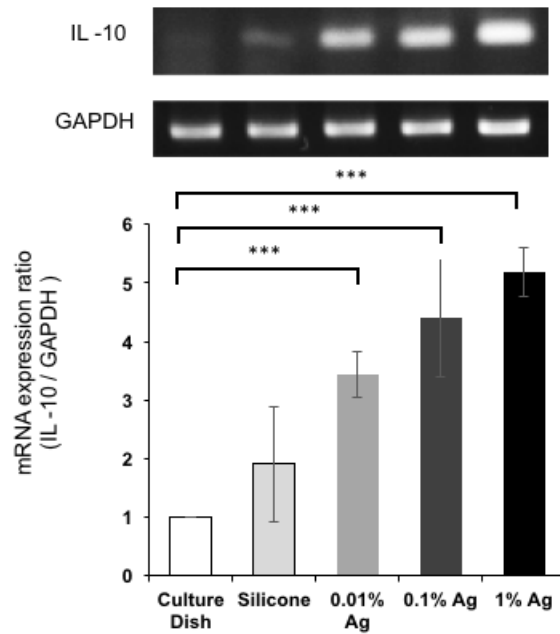 IL -10
GAPDH
***
***
***
mRNA expression ratio
(IL -10 / GAPDH )
6
5
4
3
2
1
0
Culture Dish
Silicone
0.01% Ag
0.1% Ag
1% Ag